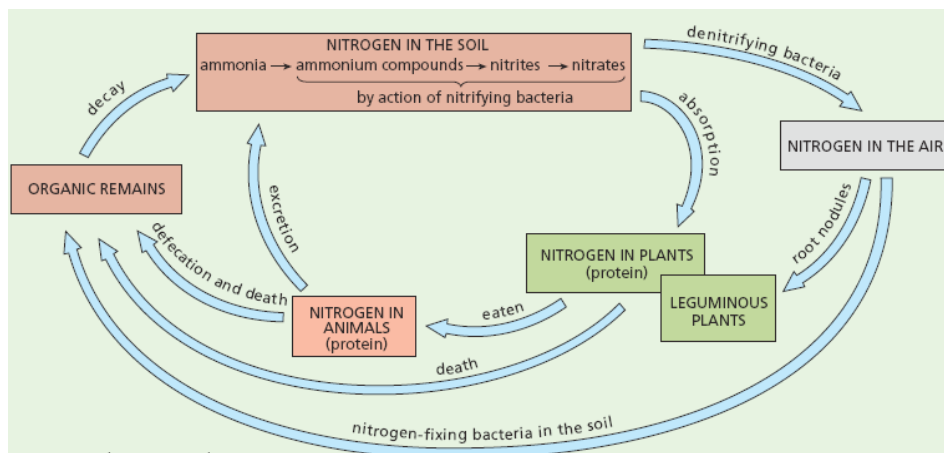 NITROGEN IN THE SOIL
ammonia → ammonium compounds → nitrites → nitrates
by action of nitrifying bacteria
denitrifying bacteria
decay
absorption
NITROGEN IN THE AIR
ORGANIC REMAINS
excretion
root nodules
defecation and death
NITROGEN IN PLANTS
(protein)
LEGUMINOUS
PLANTS
NITROGEN IN
ANIMALS
(protein)
eaten
death
nitrogen-fixing bacteria in the soil